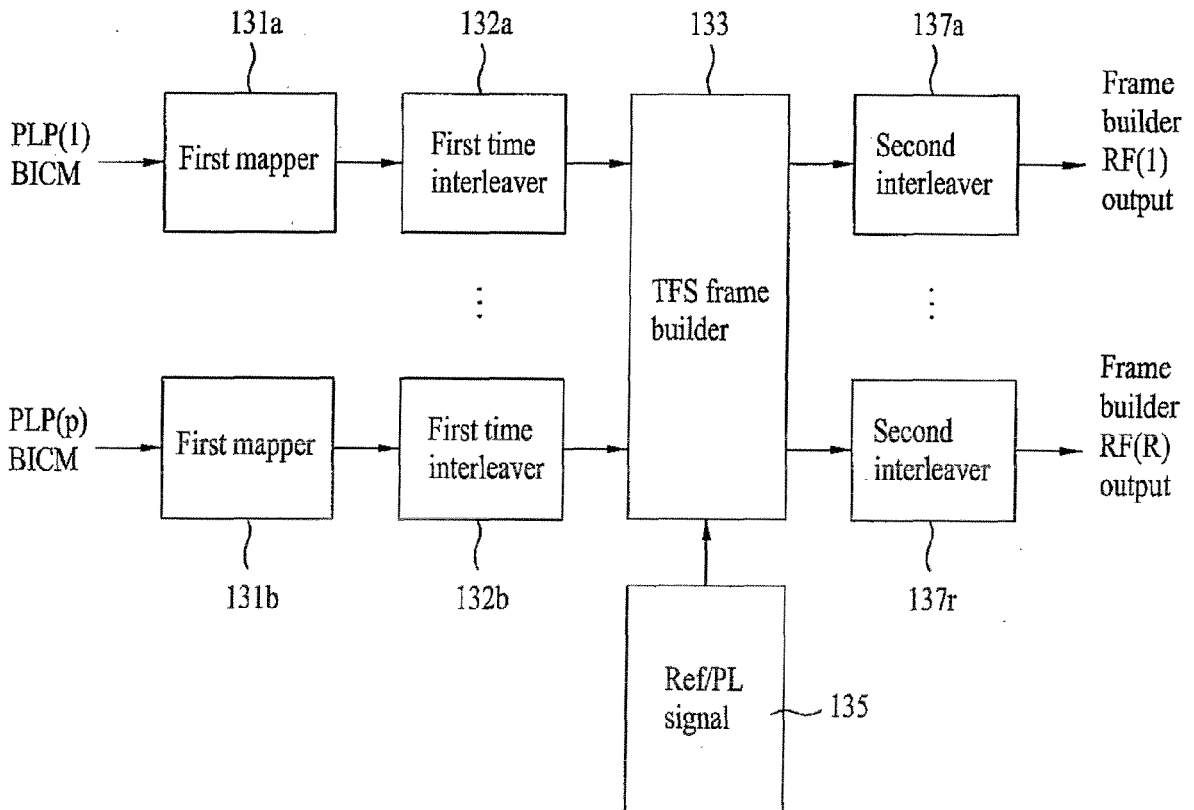 131a
132a
133
137a
PLP(1)
BICM
First mapper
First time
interleaver
Second
interleaver
Frame
builder
RF(1)
output
TFS frame
builder
PLP(p)
BICM
First mapper
First time
interleaver
Second
interleaver
Frame
builder
RF(R)
output
131b
132b
137r
Ref/PL
signal
135